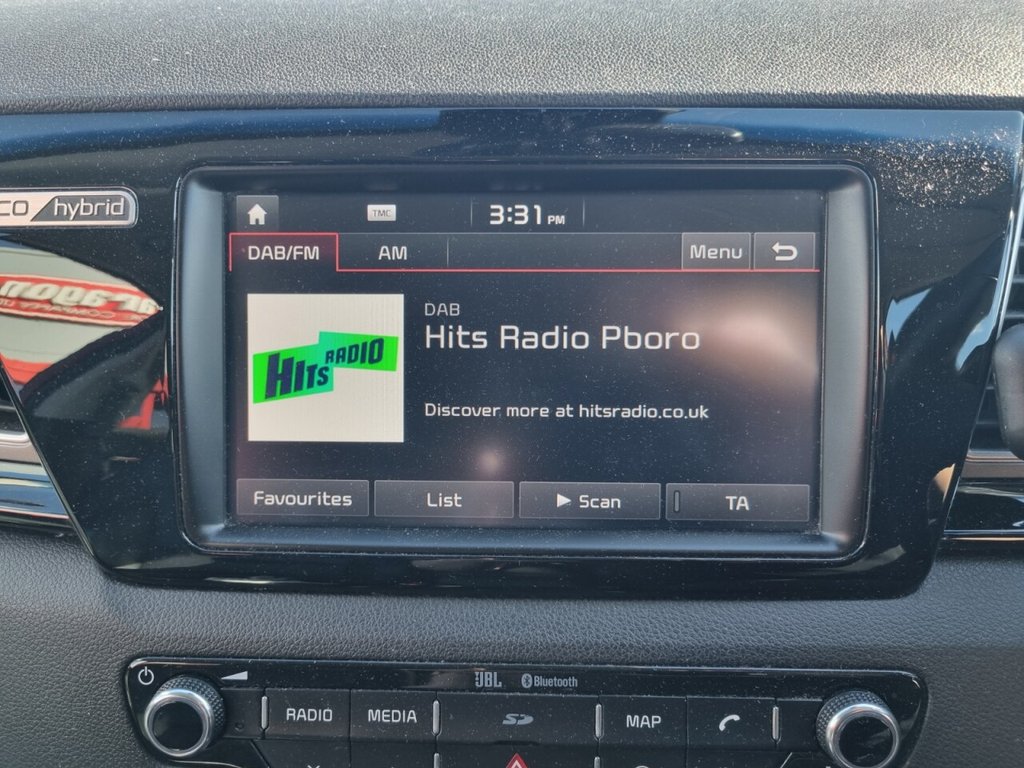 CO hybrid
TMC
3:31 PM
DAB/FM
AM
Menu
DAB
Hits Radio Pboro
HITS RADIO
Discover more at hitsradio.co.uk
Favourites
List
Scan
TA
JBL
Bluetooth
RADIO
MEDIA
SD
MAP